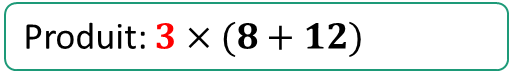 Produit: 3 × (8 + 12)